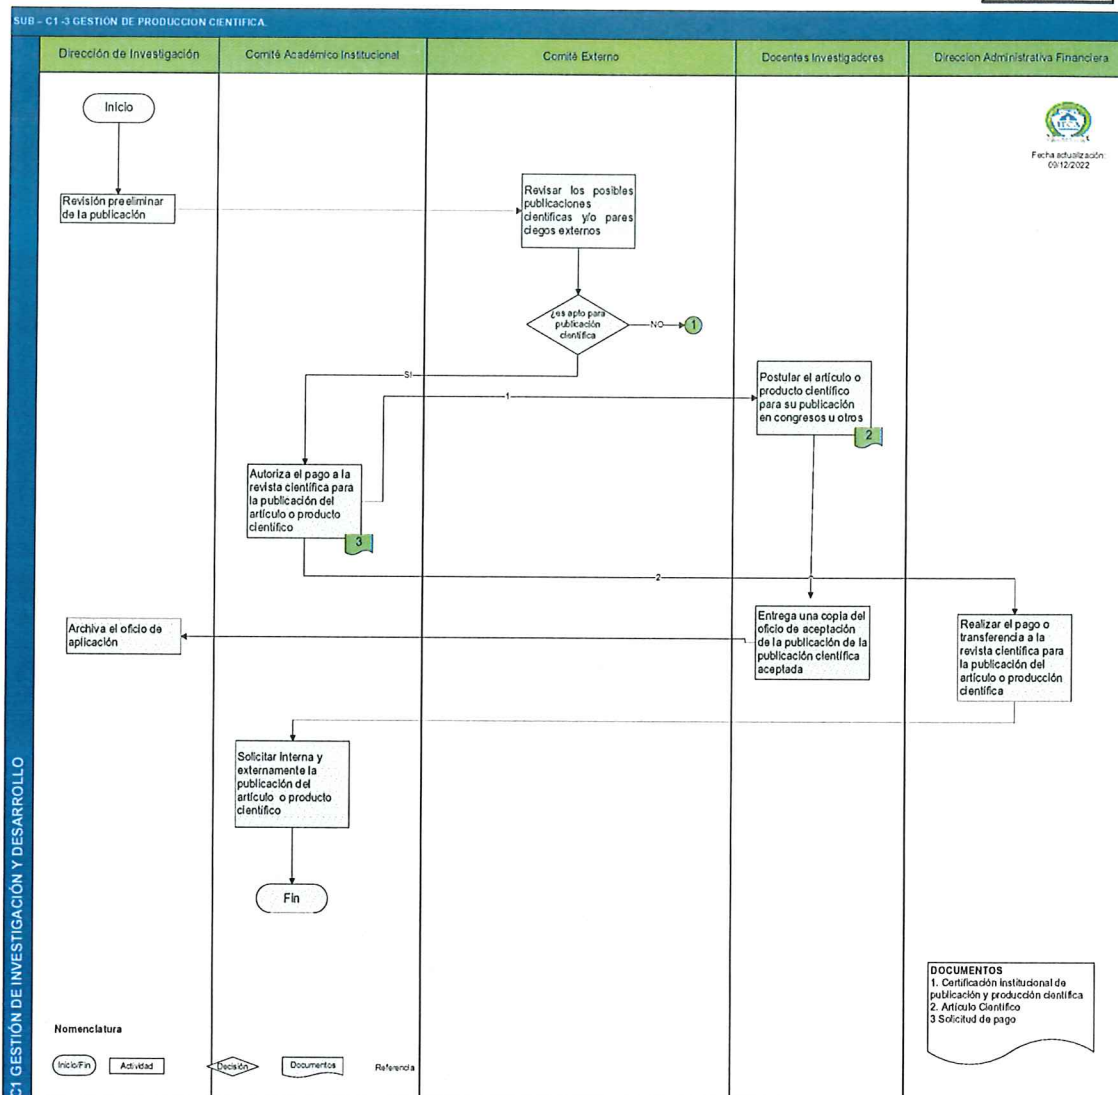 SUB – C1 -3 GESTIÓN DE PRODUCCION CIENTIFICA.
Dirección de Investigación
Comité Académico Institucional
Comité Externo
Docentes Investigadores
Direccion Administrativa Financiera
Inicio
Fecha actualización:
09/12/2022
Revisión preeliminar
de la publicación
Revisar los posibles
publicaciones
científicas y/o pares
ciegos externos
¿es apto para
publicación
científica
NO
1
SI
1
Postular el artículo o
producto científico
para su publicación
en congresos u otros
2
Autoriza el pago a la
revista científica para
la publicación del
artículo o producto
científico
3
2
Archiva el oficio de
aplicación
Entrega una copia del
oficio de aceptación
de la publicación de la
publicación científica
aceptada
Realizar el pago o
transferencia a la
revista científica para
la publicación del
artículo o producción
científica
Solicitar Interna y
externamente la
publicación del
artículo o producto
científico
Fin
C1 GESTIÓN DE INVESTIGACIÓN Y DESARROLLO
DOCUMENTOS
1. Certificación institucional de
publicación y producción científica
2. Artículo Científico
3 Solicitud de pago
Nomenclatura
Inicio/Fin
Actividad
Decisión
Documentos
Referencia